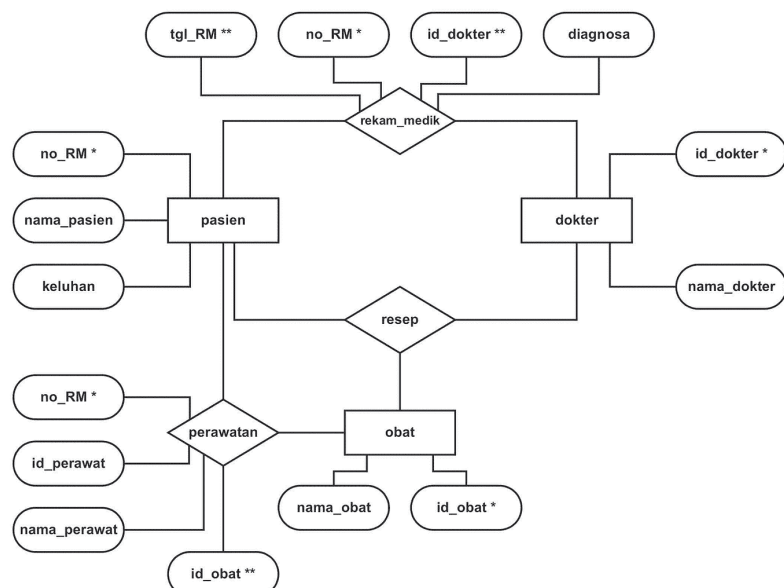 tgl_RM **
no_RM *
id_dokter **
diagnosa
rekam_medik
no_RM *
id_dokter *
nama_pasien
pasien
dokter
keluhan
nama_dokter
resep
no_RM *
perawatan
obat
id_perawat
nama_obat
id_obat *
nama_perawat
id_obat **